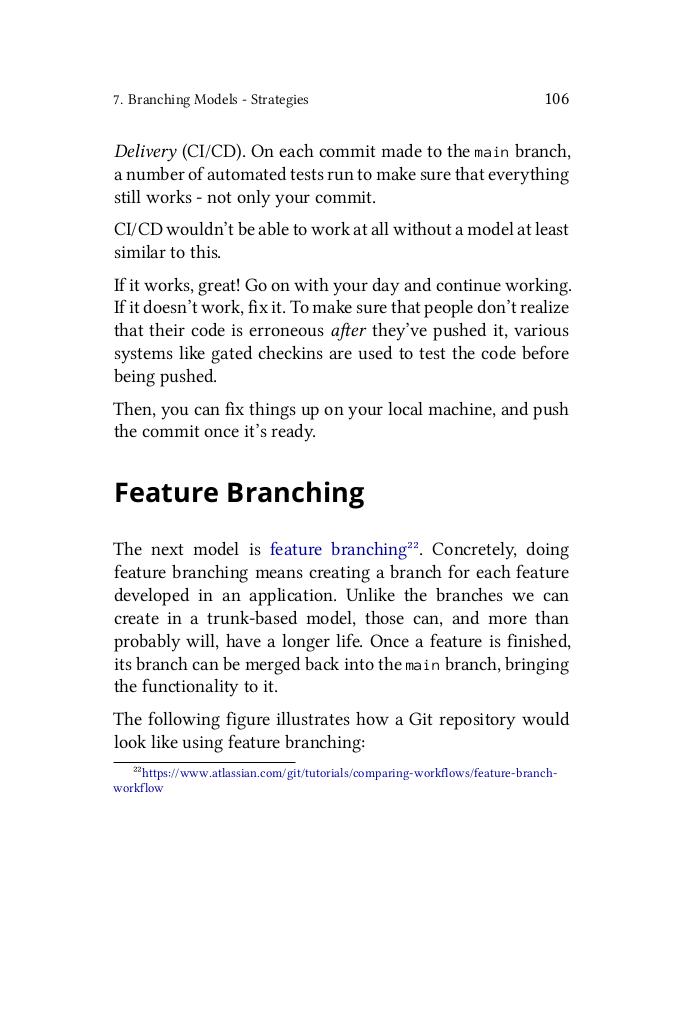 7. Branching Models - Strategies 106
Delivery (CI/CD). On each commit made to the main branch,
a number of automated tests run to make sure that everything
still works - not only your commit.
CI/CD wouldn’t be able to work at all without a model at least
similar to this.
If it works, great! Go on with your day and continue working.
If it doesn’t work, fix it. To make sure that people don’t realize
that their code is erroneous after they’ve pushed it, various
systems like gated checkins are used to test the code before
being pushed.
Then, you can fix things up on your local machine, and push
the commit once it’s ready.
Feature Branching
The next model is feature branching²². Concretely, doing
feature branching means creating a branch for each feature
developed in an application. Unlike the branches we can
create in a trunk-based model, those can, and more than
probably will, have a longer life. Once a feature is finished,
its branch can be merged back into the main branch, bringing
the functionality to it.
The following figure illustrates how a Git repository would
look like using feature branching:
²²https://www.atlassian.com/git/tutorials/comparing-workflows/feature-branch-
workflow